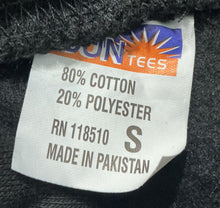 TEES
80% COTTON
20% POLYESTER
RN 118510 S
MADE IN PAKISTAN